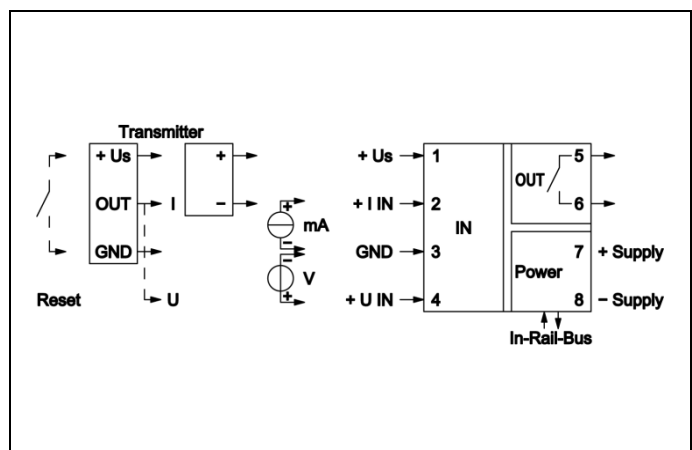 Transmitter
+ Us
+
+ Us
1
5
OUT
OUT
I
−
+
mA
+ I IN
2
IN
6
GND
−
−
GND
3
Power
7
+ Supply
V
Reset
U
+
+ U IN
4
8
− Supply
In-Rail-Bus